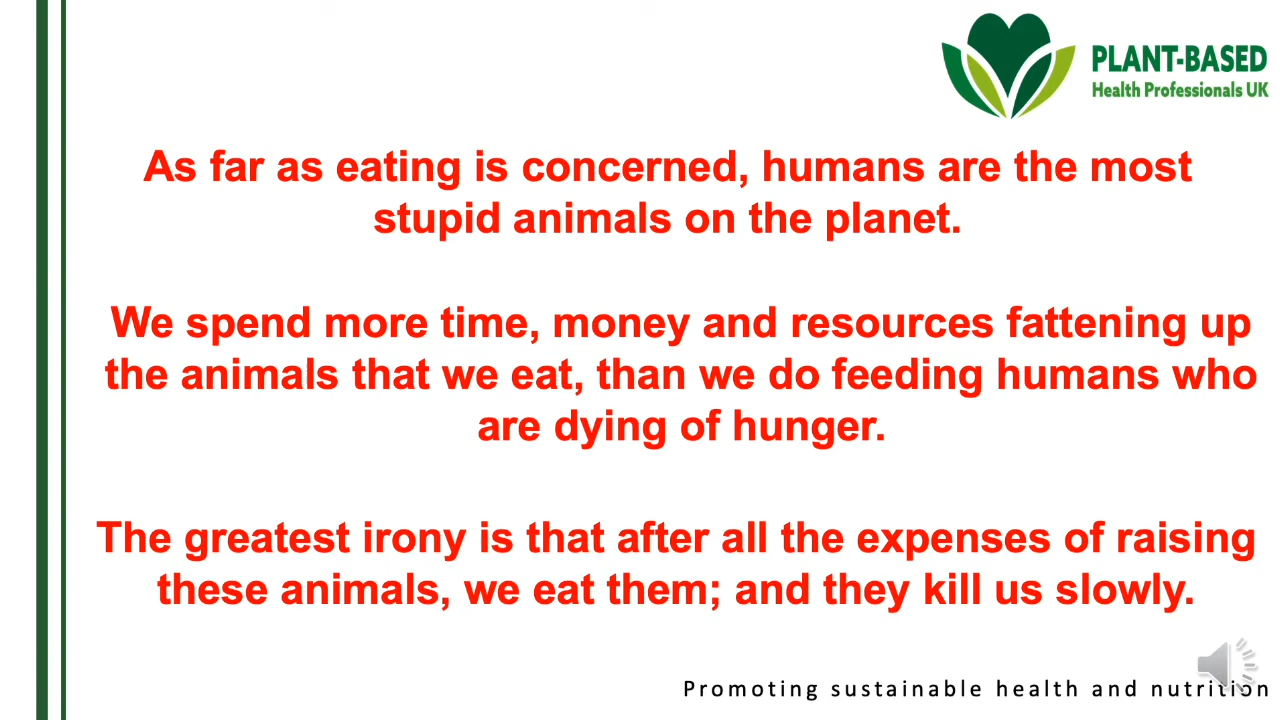 PLANT-BASED
Health Professionals UK
As far as eating is concerned, humans are the most
stupid animals on the planet.
We spend more time, money and resources fattening up
the animals that we eat, than we do feeding humans who
are dying of hunger.
The greatest irony is that after all the expenses of raising
these animals, we eat them; and they kill us slowly.
Promoting sustainable health and nutrition